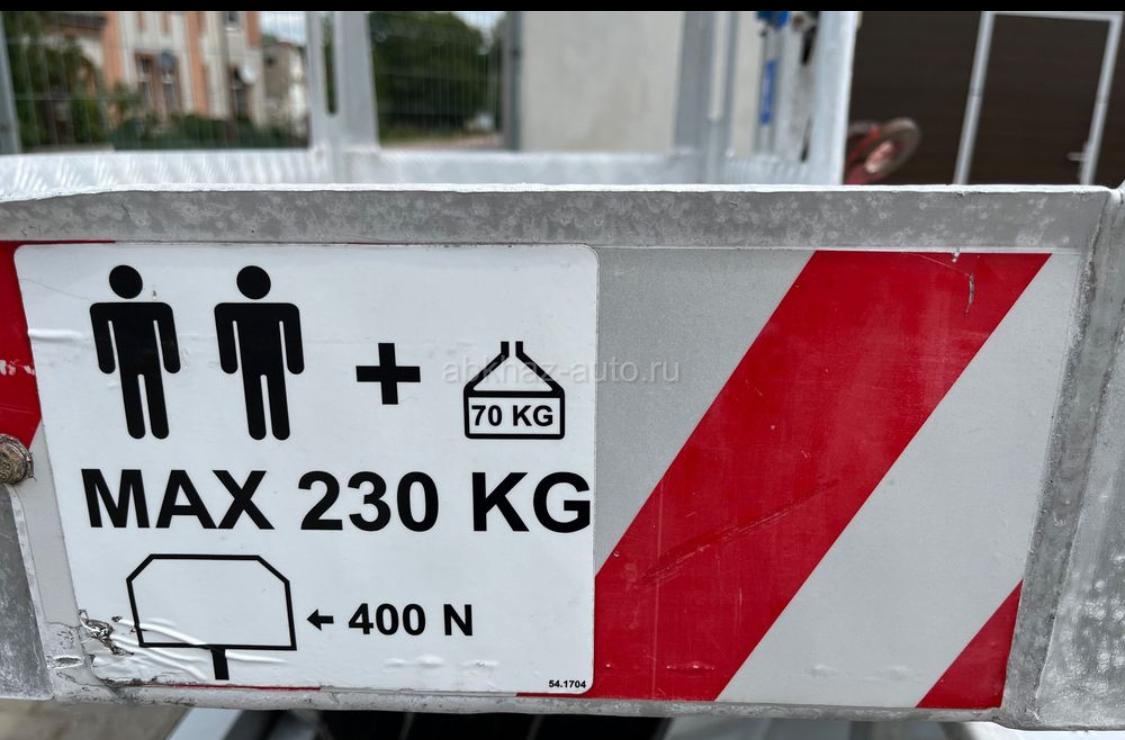 abkhaz-auto.ru
70 KG
MAX 230 KG
400 N
54.1704